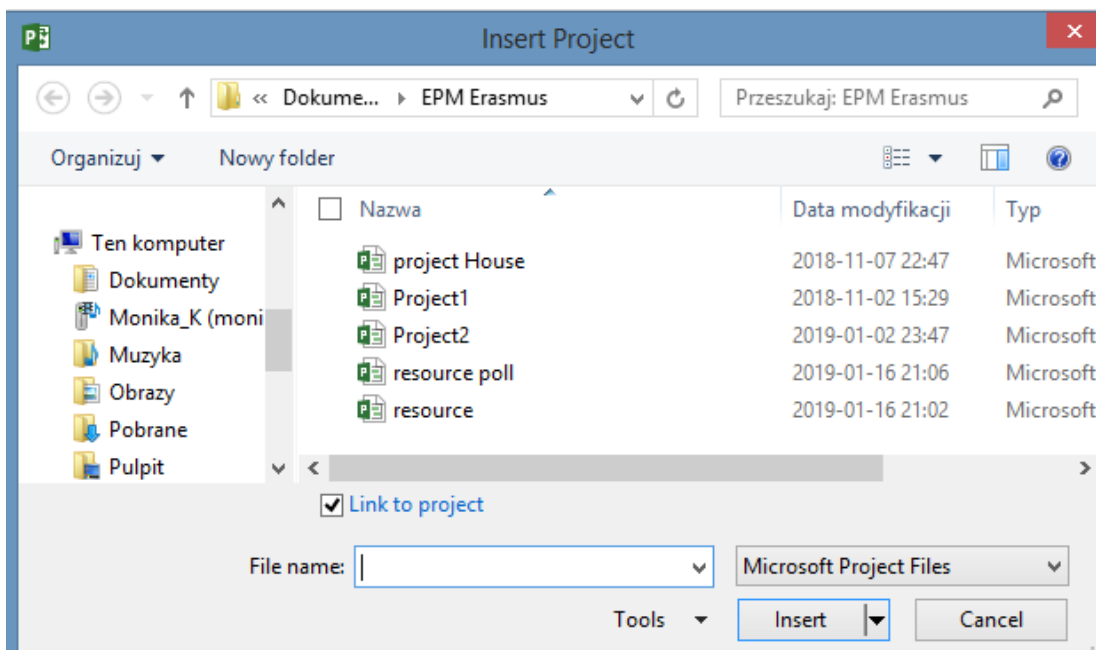 Insert Project
« Dokume... EPM Erasmus
Przeszukaj: EPM Erasmus
Organizuj Nowy folder
Nazwa Data modyfikacji Typ
Ten komputer
Dokumenty
Monika_K (moni
Muzyka
Obrazy
Pobrane
Pulpit
project House 2018-11-07 22:47 Microsoft
Project1 2018-11-02 15:29 Microsoft
Project2 2019-01-02 23:47 Microsoft
resource poll 2019-01-16 21:06 Microsoft
resource 2019-01-16 21:02 Microsoft
Link to project
File name: Microsoft Project Files
Tools Insert Cancel